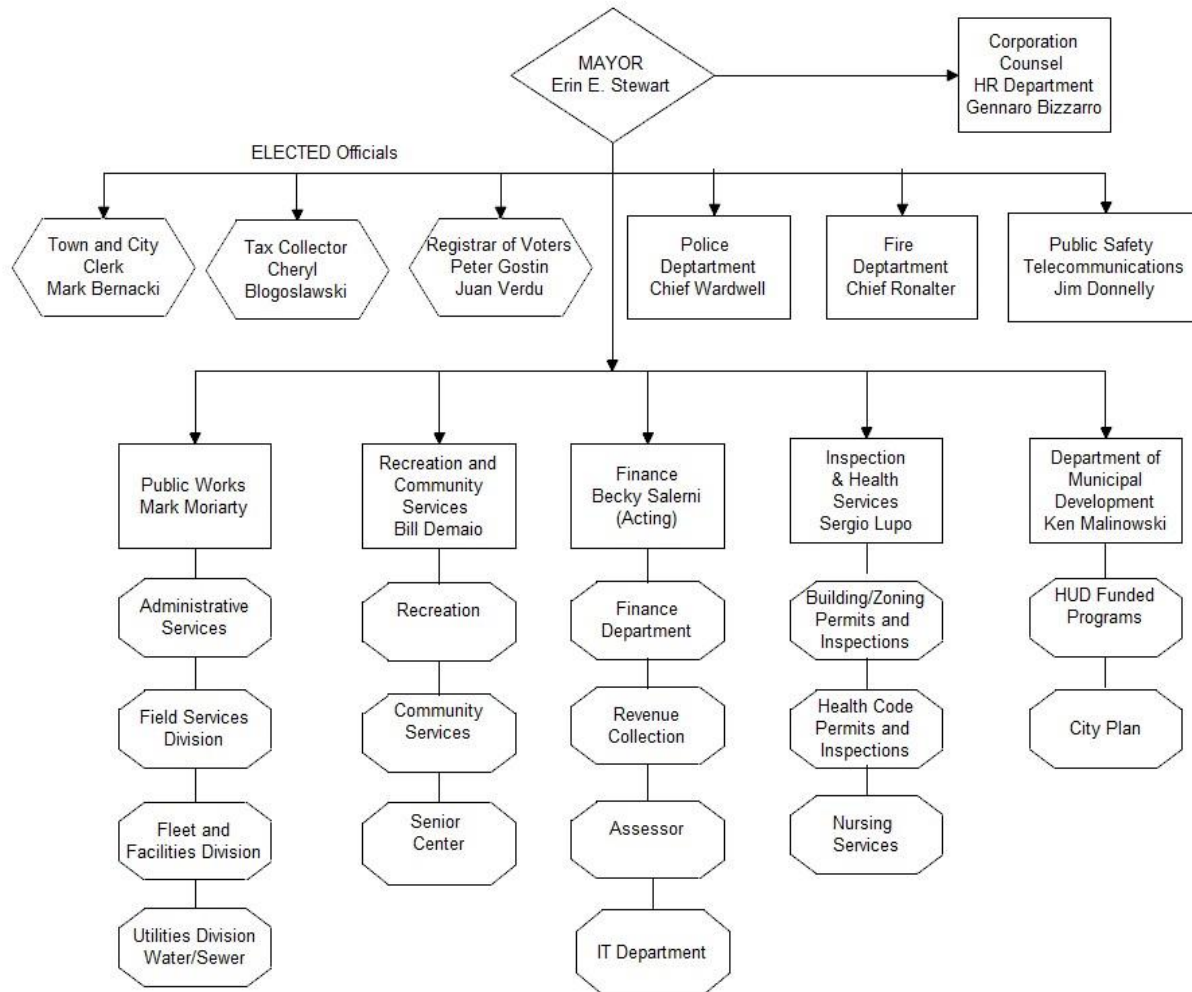 MAYOR
Erin E. Stewart
Corporation
Counsel
HR Department
Gennaro Bizzarro
ELECTED Officials
Town and City
Clerk
Mark Bernacki
Tax Collector
Cheryl
Blogoslawski
Registrar of Voters
Peter Gostin
Juan Verdu
Police
Deptartment
Chief Wardwell
Fire
Deptartment
Chief Ronalter
Public Safety
Telecommunications
Jim Donnelly
Public Works
Mark Moriarty
Recreation and
Community
Services
Bill Demaio
Finance
Becky Salerni
(Acting)
Inspection
& Health
Services
Sergio Lupo
Department of
Municipal
Development
Ken Malinowski
Administrative
Services
Recreation
Finance
Department
Building/Zoning
Permits and
Inspections
HUD Funded
Programs
Field Services
Division
Community
Services
Revenue
Collection
Health Code
Permits and
Inspections
City Plan
Fleet and
Facilities Division
Senior
Center
Assessor
Nursing
Services
Utilities Division
Water/Sewer
IT Department